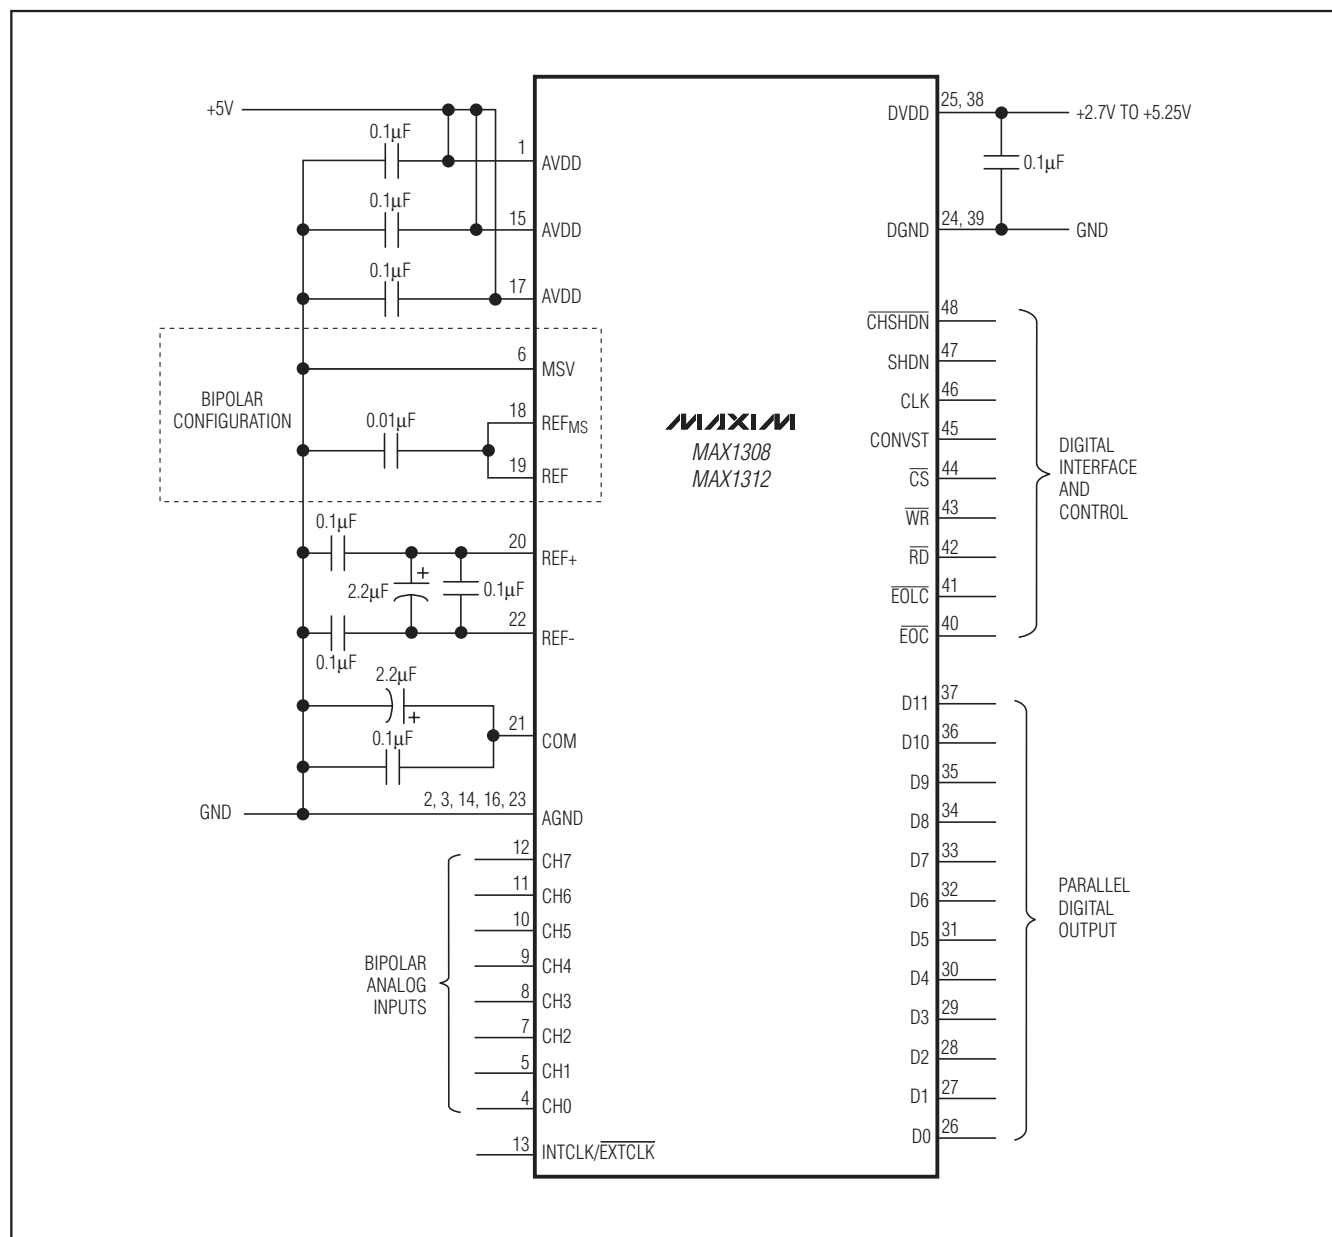 +5V
0.1µF
1
AVDD
0.1µF
15
AVDD
0.1µF
17
AVDD
BIPOLAR
CONFIGURATION
6
MSV
0.01µF
18
REFMS
19
REF
0.1µF
20
REF+
2.2µF
+
0.1µF
22
REF-
0.1µF
2.2µF
+
21
COM
0.1µF
GND
2, 3, 14, 16, 23
AGND
BIPOLAR
ANALOG
INPUTS
12
CH7
11
CH6
10
CH5
9
CH4
8
CH3
7
CH2
5
CH1
4
CH0
13
INTCLK/EXTCLK
MAXIM
MAX1308
MAX1312
DVDD
25, 38
+2.7V TO +5.25V
0.1µF
DGND
24, 39
GND
CHSHDN
48
SHDN
47
CLK
46
CONVST
45
CS
44
WR
43
RD
42
EOLC
41
EOC
40
DIGITAL
INTERFACE
AND
CONTROL
D11
37
D10
36
D9
35
D8
34
D7
33
D6
32
D5
31
D4
30
D3
29
D2
28
D1
27
D0
26
PARALLEL
DIGITAL
OUTPUT